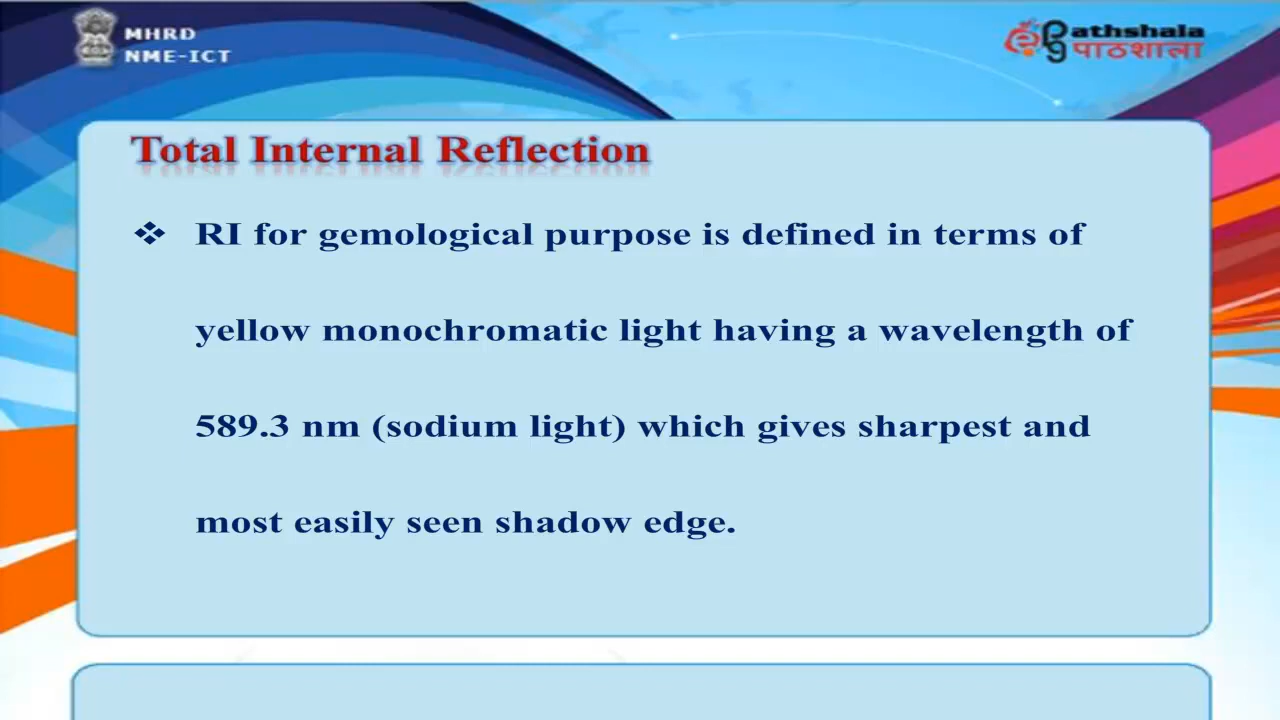 MHRD
NME-ICT
athshala
पाठशाला
Total Internal Reflection
❖ RI for gemological purpose is defined in terms of
yellow monochromatic light having a wavelength of
589.3 nm (sodium light) which gives sharpest and
most easily seen shadow edge.